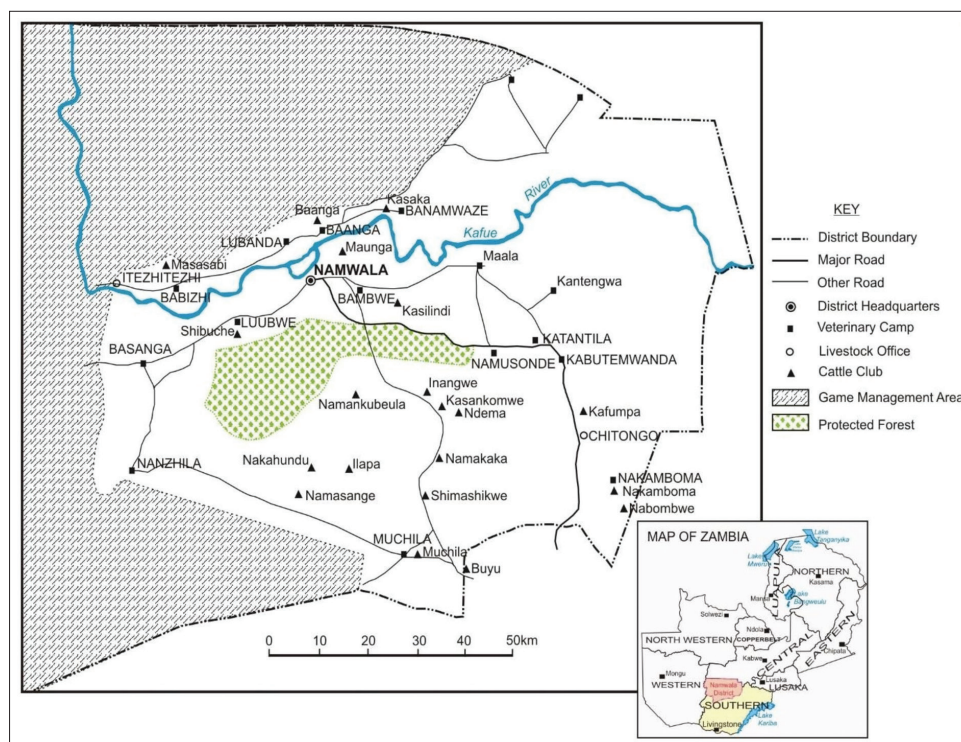 River
Kafue
Kasaka
BANAMWAZE
Baanga
BAANGA
LUBANDA
Maunga
Masasabi
ITEZHITEZHI
BABIZHI
NAMWALA
Maala
BAMBWE
Kantengwa
Kasilindi
LUUBWE
Shibuche
BASANGA
KATANTILA
NAMUSONDE
KABUTEMWANDA
Inangwe
Namankubeula
Kasankomwe
Ndema
Kafumpa
CHITONGO
Nakahundu
Ilapa
Namakaka
NANZHILA
Namasange
Shimashikwe
NAKAMBOMA
Nakamboma
Nabombwe
MUCHILA
Muchila
Buyu
0 10 20 30 40 50km
KEY
District Boundary
Major Road
Other Road
District Headquarters
Veterinary Camp
Livestock Office
Cattle Club
Game Management Area
Protected Forest
MAP OF ZAMBIA
Lake
Tanganyika
Lake
Mweru
LUAPULA
NORTHERN
Kasama
Mansa
Lake
Bangweulu
Solwezi
Ndola
COPPERBELT
NORTH WESTERN
CENTRAL
EASTERN
Chipata
Kabwe
Mongu
WESTERN
Lusaka
LUSAKA
Namwala
District
SOUTHERN
Lake
Kariba
Livingstone